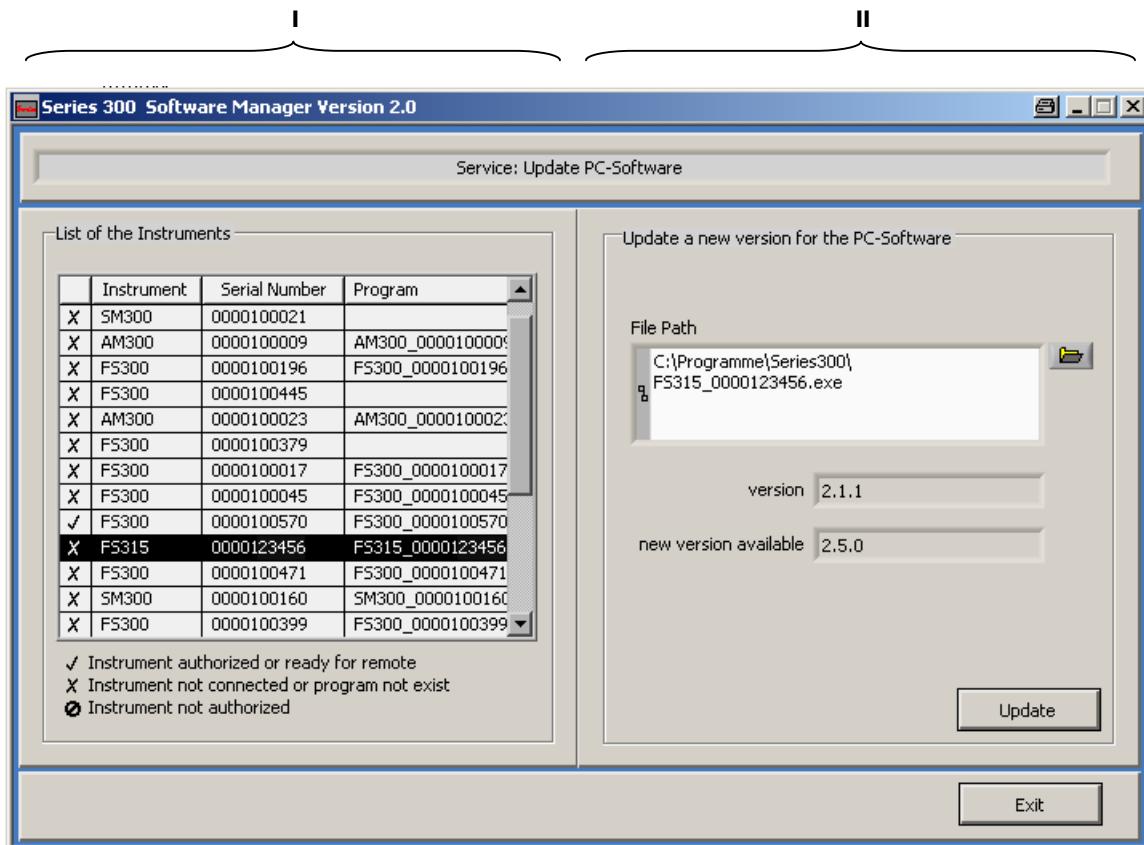 I II
Series 300 Software Manager Version 2.0
Service: Update PC-Software
List of the Instruments
Instrument Serial Number Program
X SM300 0000100021
X AM300 0000100009 AM300_0000100009
X FS300 0000100196 FS300_0000100196
X FS300 0000100445
X AM300 0000100023 AM300_0000100023
X FS300 0000100379
X FS300 0000100017 FS300_0000100017
X FS300 0000100045 FS300_0000100045
✓ FS300 0000100570 FS300_0000100570
X FS315 0000123456 FS315_0000123456
X FS300 0000100471 FS300_0000100471
X SM300 0000100160 SM300_0000100160
X FS300 0000100399 FS300_0000100399
✓ Instrument authorized or ready for remote
X Instrument not connected or program not exist
Instrument not authorized
Update a new version for the PC-Software
File Path
C:\Programme\Series300\
FS315_0000123456.exe
version 2.1.1
new version available 2.5.0
Update
Exit